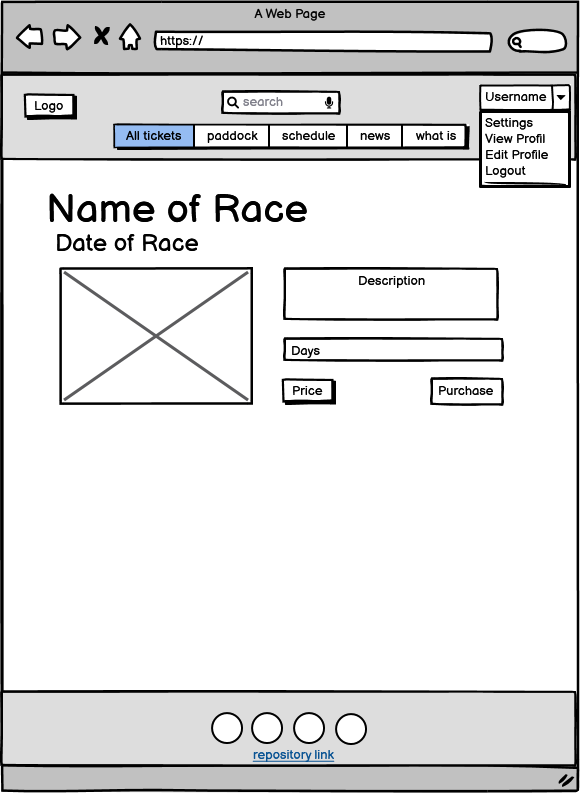 A Web Page
https://
Logo
search
Username
Settings
View Profil
Edit Profile
Logout
All tickets paddock schedule news what is
Name of Race
Date of Race
Description
Days
Price Purchase
repository link